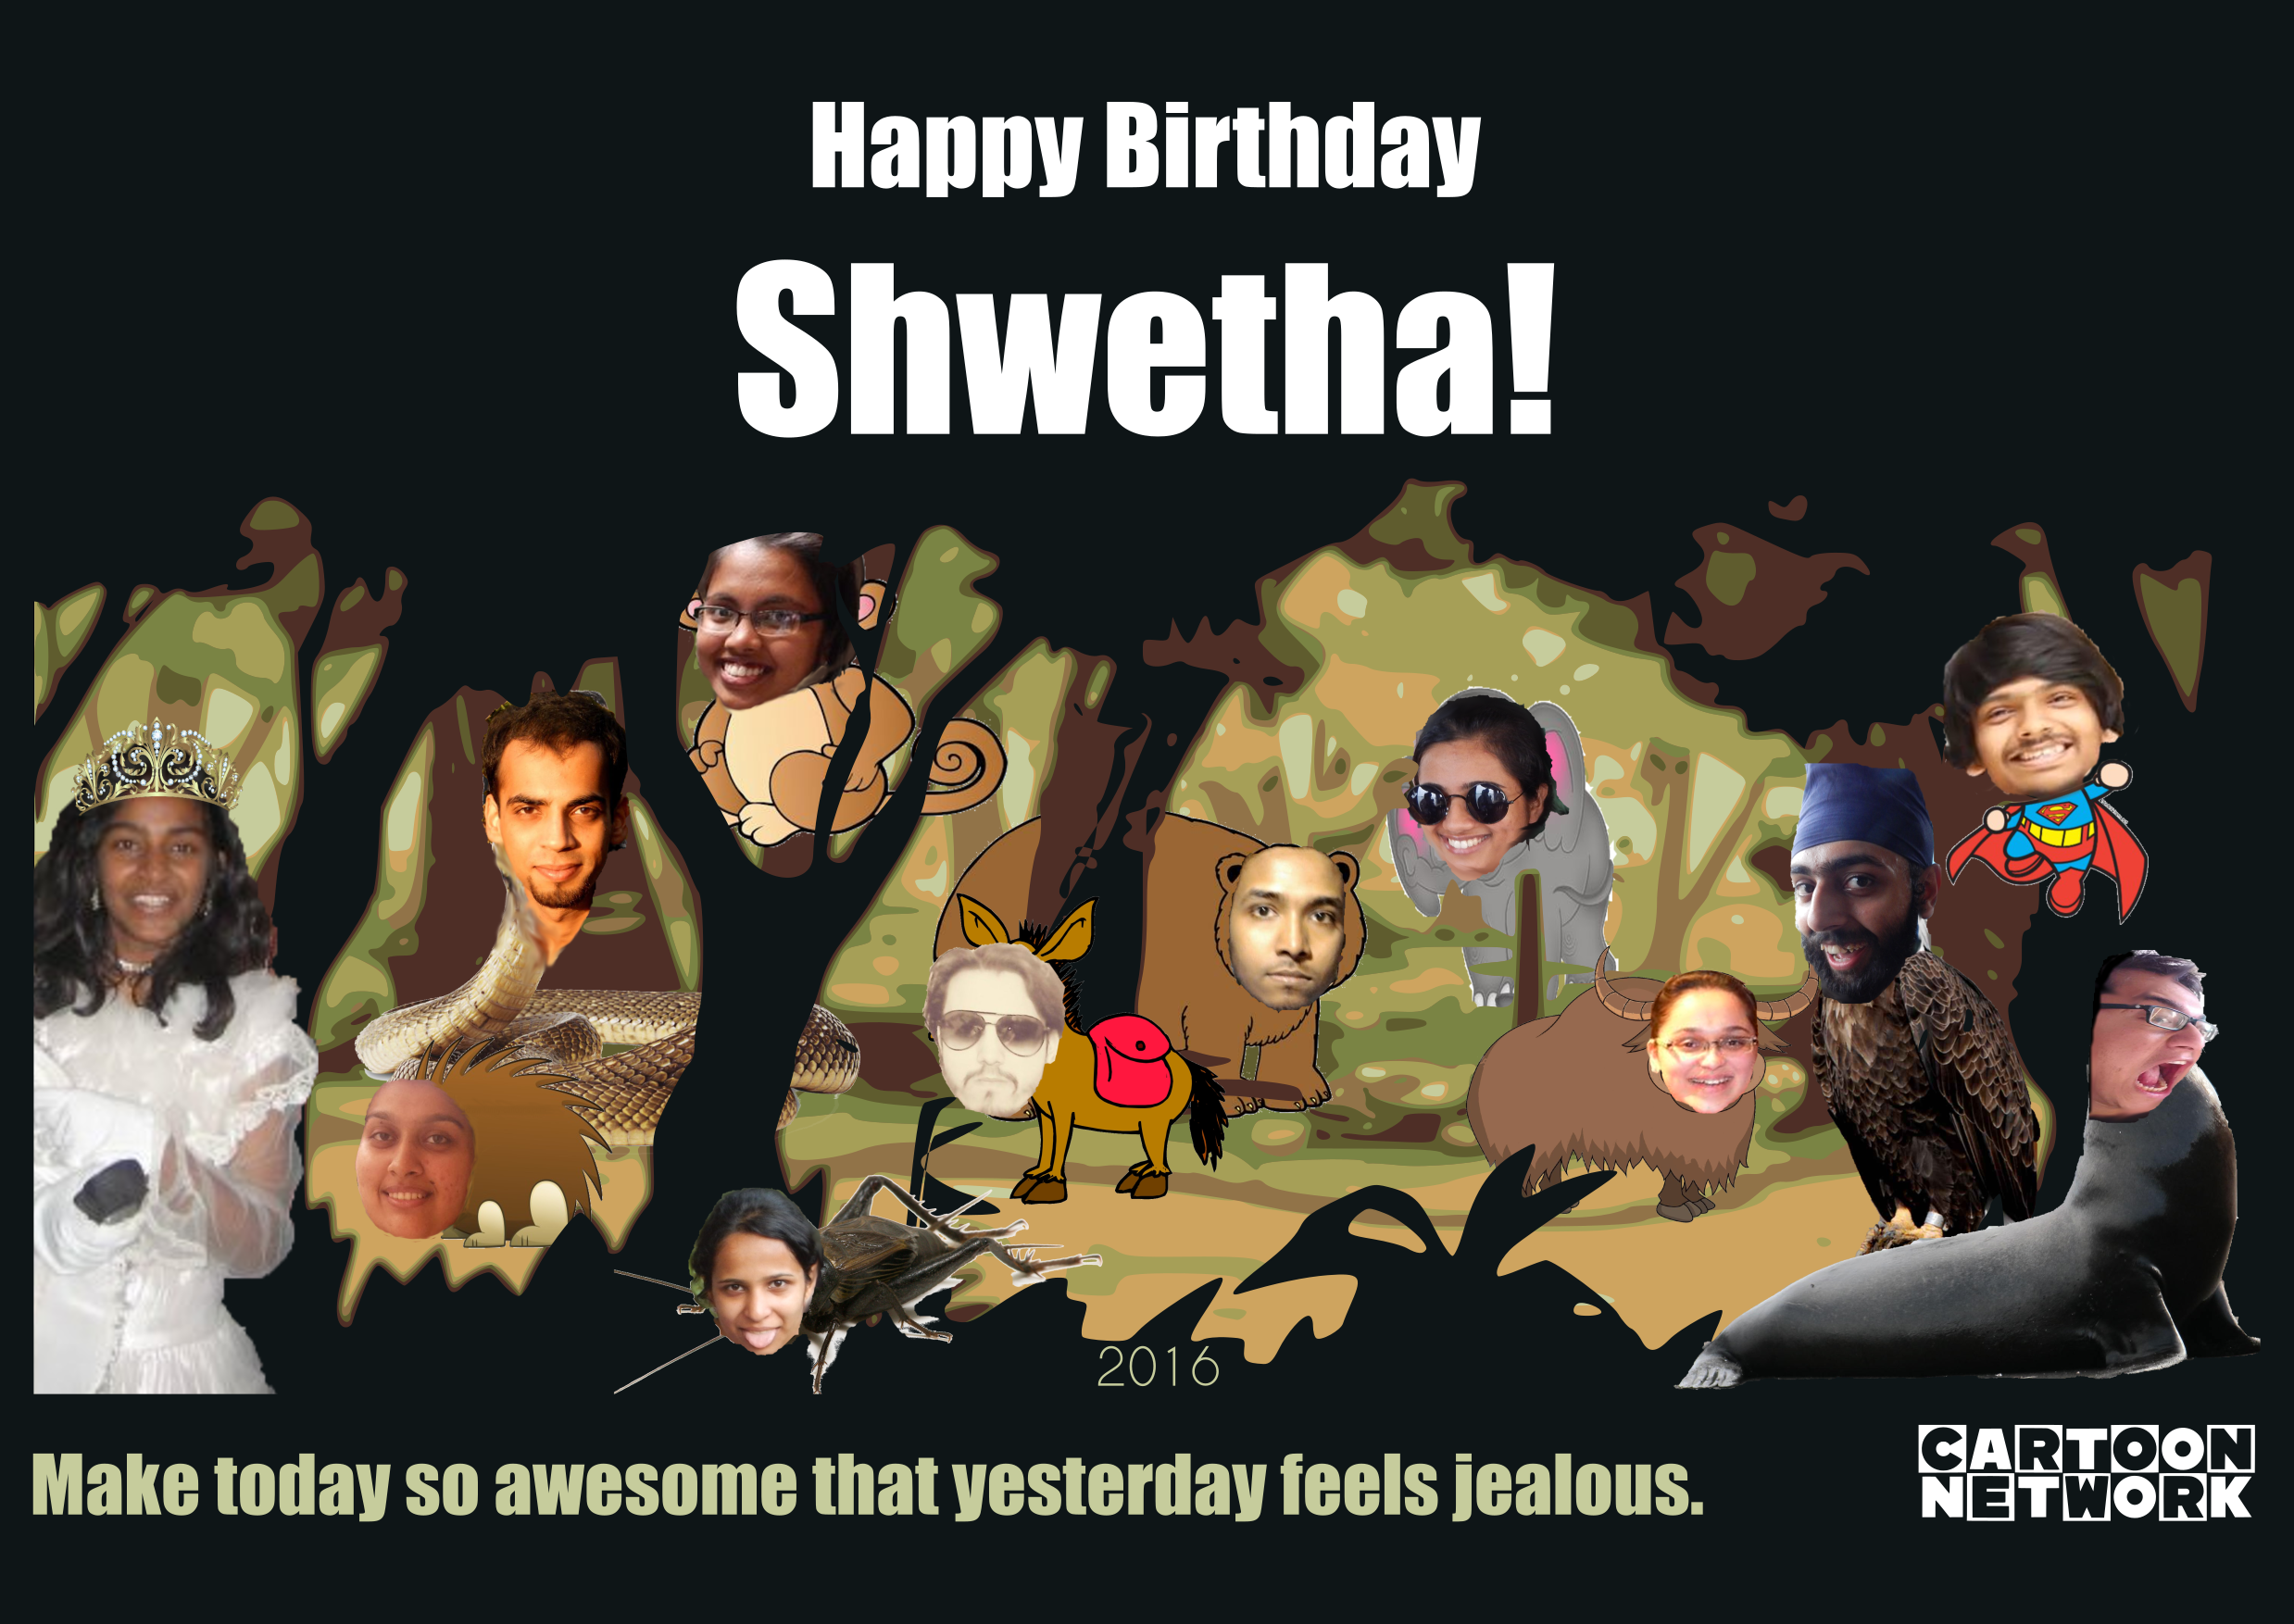 Happy Birthday
Shwetha!
2016
Make today so awesome that yesterday feels jealous.
CARTOON
NETWORK